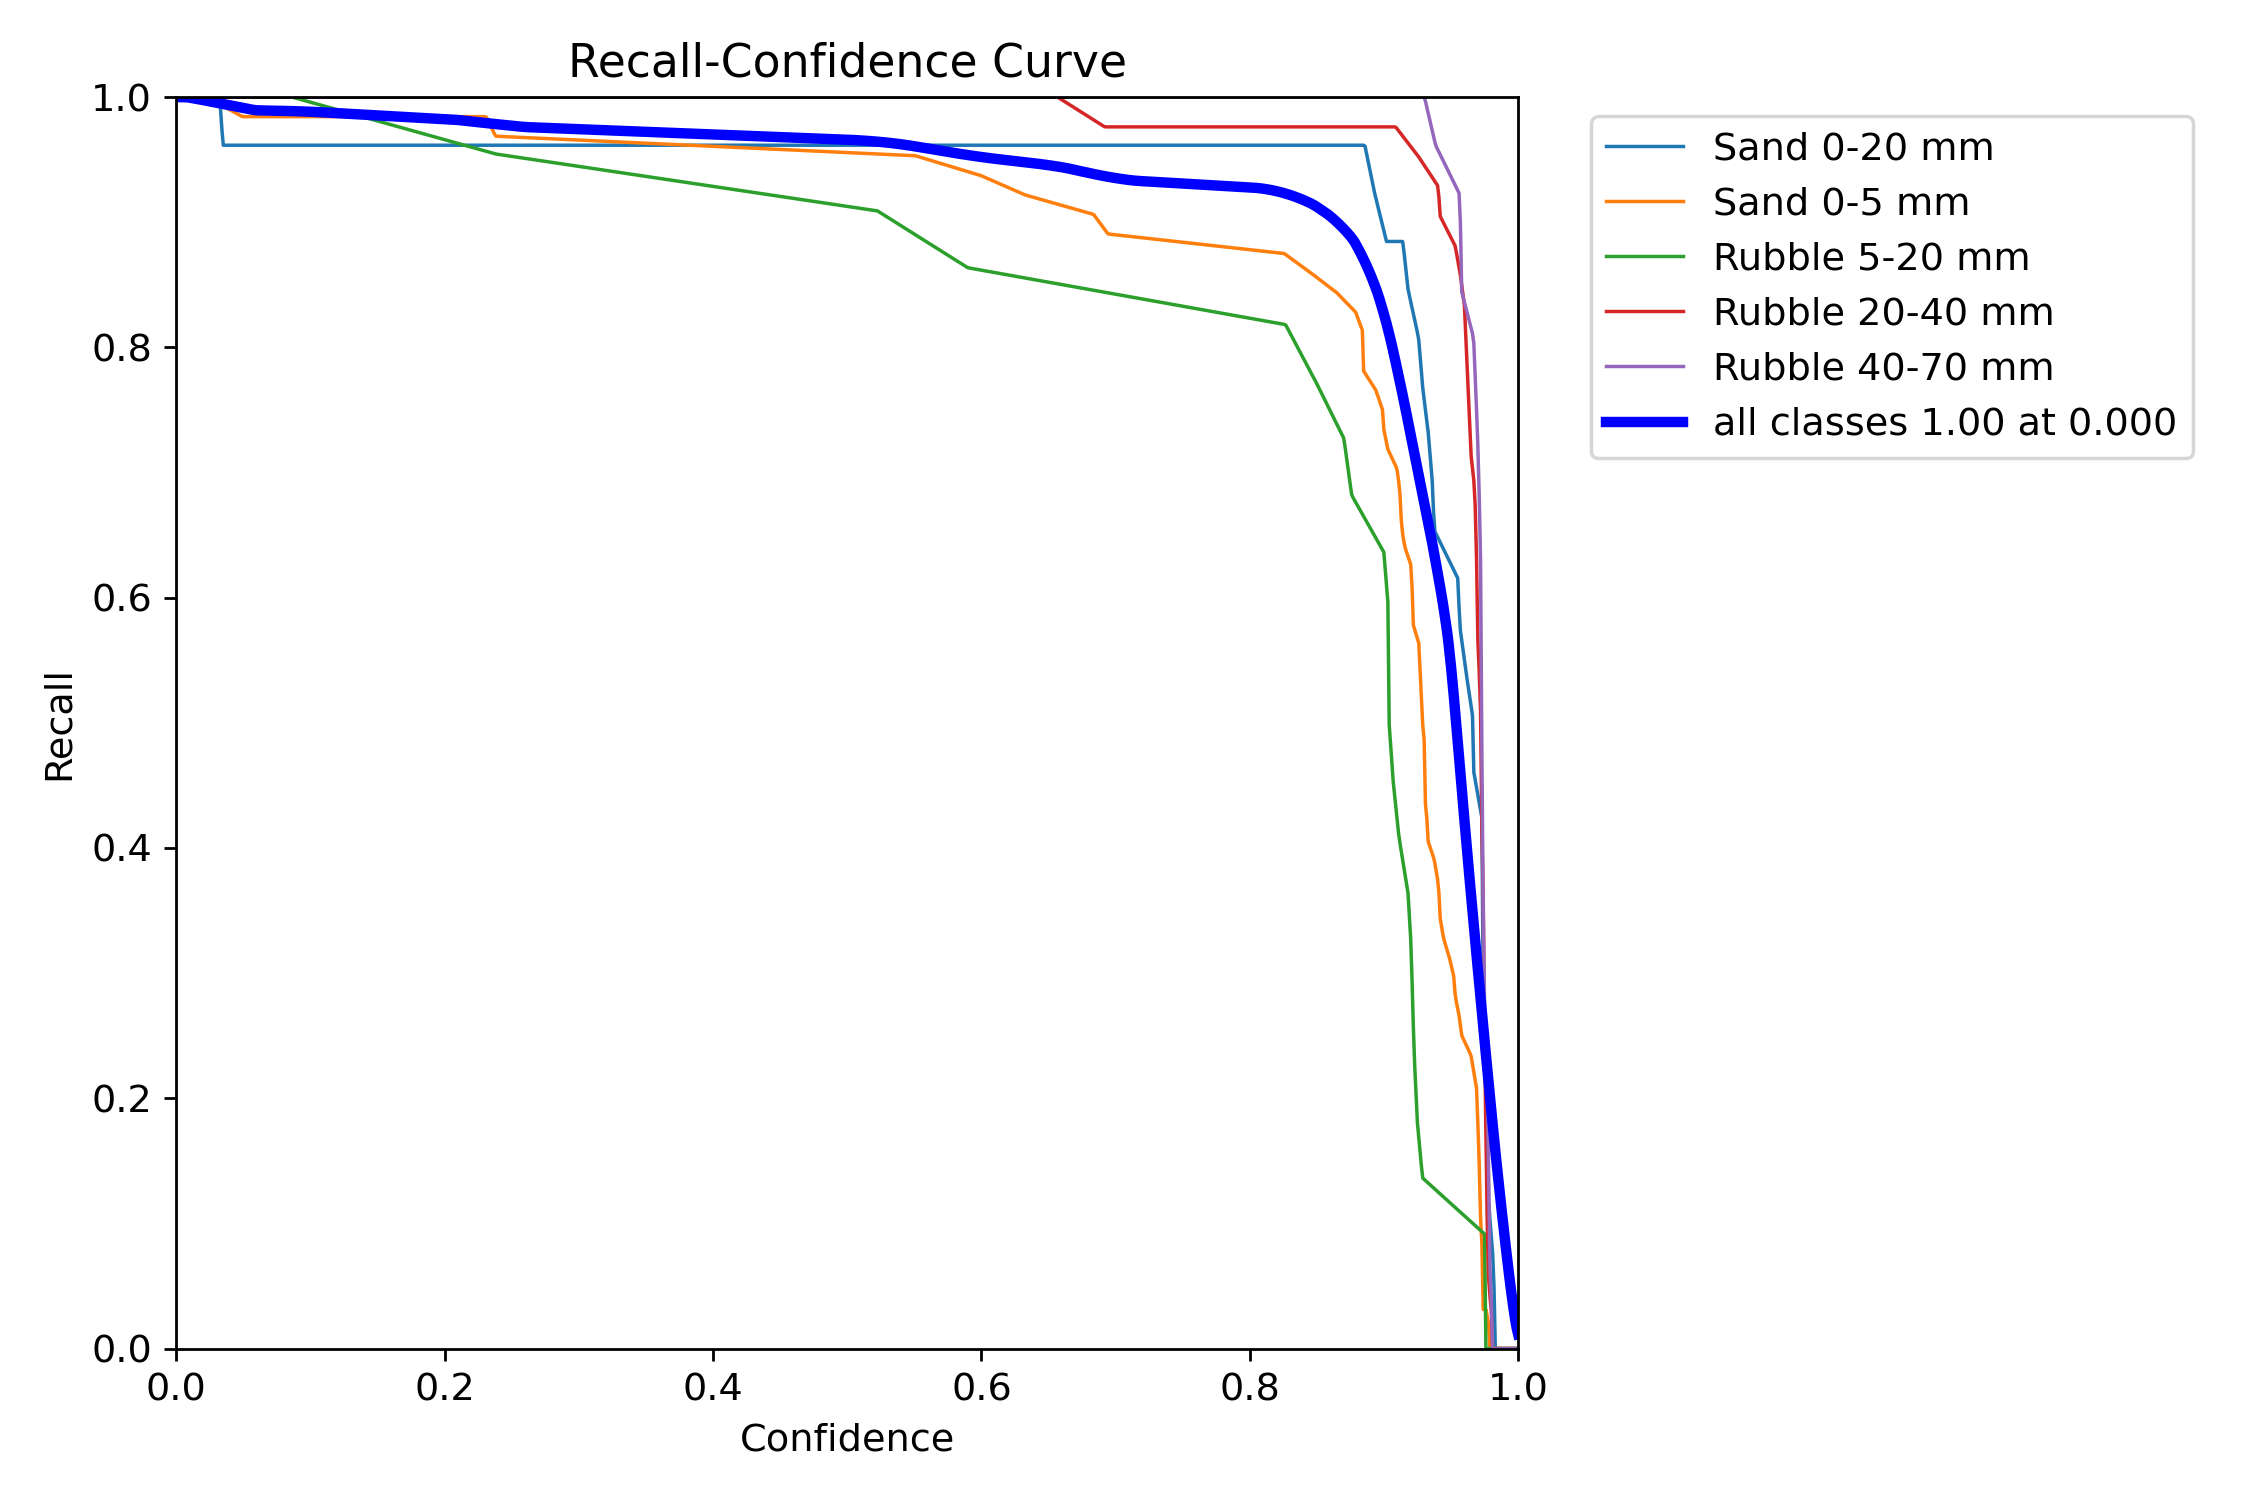 Recall-Confidence Curve
1.0
0.8
0.6
0.4
0.2
0.0
Recall
0.0 0.2 0.4 0.6 0.8 1.0
Confidence
Sand 0-20 mm
Sand 0-5 mm
Rubble 5-20 mm
Rubble 20-40 mm
Rubble 40-70 mm
all classes 1.00 at 0.000